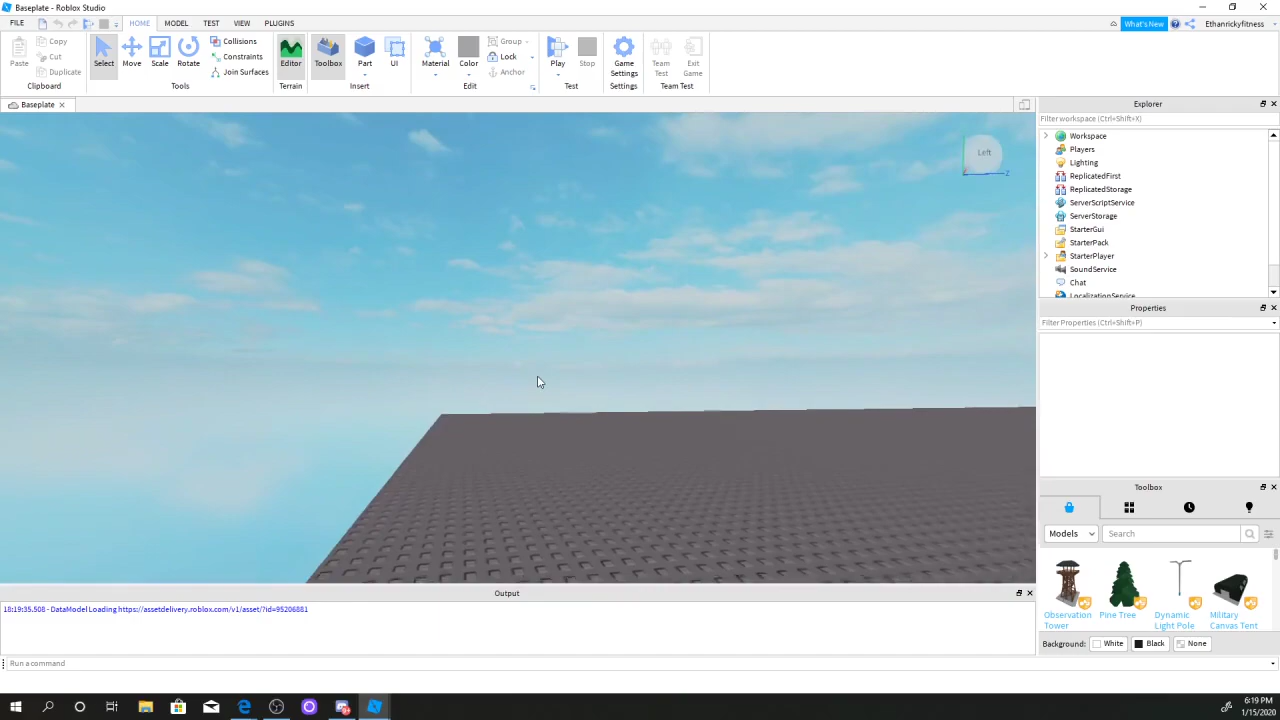 Baseplate - Roblox Studio
FILE HOME MODEL TEST VIEW PLUGINS What's New Ethanrickyfitness
Paste Copy Cut Duplicate Select Move Scale Rotate Collisions Constraints Join Surfaces Editor Toolbox Part UI Material Color Group Lock Anchor Play Stop Game Settings Team Test Exit Game
Clipboard Tools Terrain Insert Edit Test Settings Team Test
Baseplate
Left
Z
Explorer
Filter workspace (Ctrl+Shift+X)
Workspace
Players
Lighting
ReplicatedFirst
ReplicatedStorage
ServerScriptService
ServerStorage
StarterGui
StarterPack
StarterPlayer
SoundService
Chat
LocalizationService
Properties
Filter Properties (Ctrl+Shift+P)
Toolbox
Models Search
Observation Tower
Pine Tree
Dynamic Light Pole
Military Canvas Tent
Background: White Black None
Output
18:19:35.508 - DataModel Loading https://assetdelivery.roblox.com/v1/asset/?id=95206881
Run a command
6:19 PM
1/15/2020